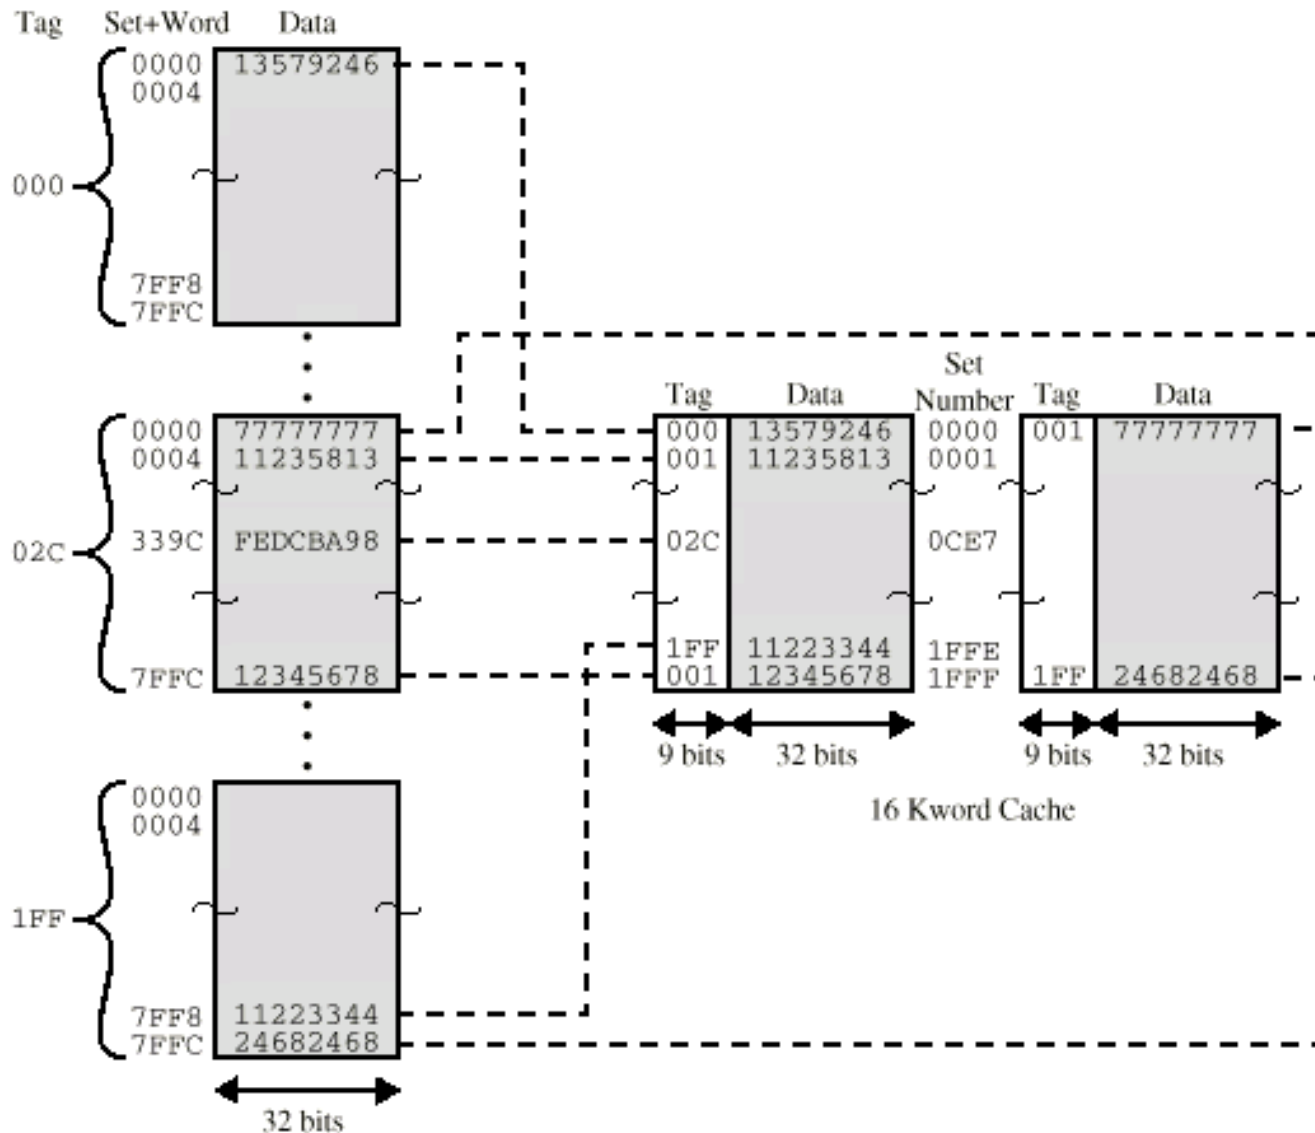 Tag Set+Word Data
0000 13579246
0004
000
7FF8
7FFC
Set
Tag Data Number Tag Data
0000 77777777 000 13579246 0000 001 77777777
0004 11235813 001 11235813 0001
02C 339C FEDCBA98 02C 0CE7
1FF 11223344 1FFE
7FFC 12345678 001 12345678 1FFF 1FF 24682468
9 bits 32 bits 9 bits 32 bits
0000
0004
16 Kword Cache
1FF
7FF8 11223344
7FFC 24682468
32 bits